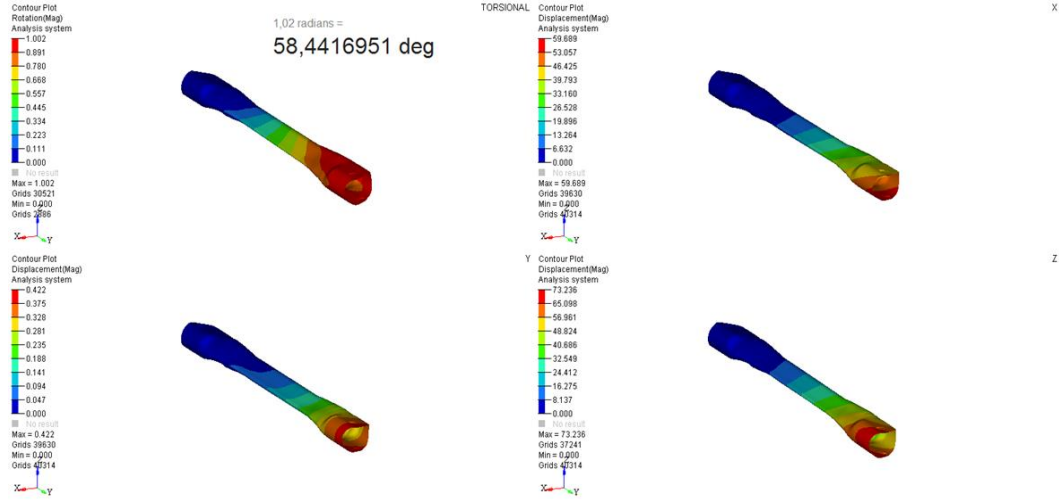 Contour Plot
Rotation(Mag)
Analysis system
1.002
0.891
0.780
0.668
0.557
0.445
0.334
0.223
0.111
0.000
No result
Max = 1.002
Grids 30521
Min = 0.000
X
Y
1,02 radians =
58,4416951 deg
TORSIONAL
Contour Plot
Displacement(Mag)
Analysis system
59.689
53.057
46.425
39.793
33.160
26.528
19.896
13.264
6.632
0.000
No result
Max = 59.689
Grids 39630
Min = 0.000
X
Y
X
Contour Plot
Displacement(Mag)
Analysis system
0.422
0.375
0.328
0.281
0.235
0.188
0.141
0.094
0.047
0.000
No result
Max = 0.422
Grids 39630
Min = 0.000
X
Y
Y
Contour Plot
Displacement(Mag)
Analysis system
73.236
65.098
56.961
48.824
40.686
32.549
24.412
16.275
8.137
0.000
No result
Max = 73.236
Grids 37241
Min = 0.000
X
Y
Z